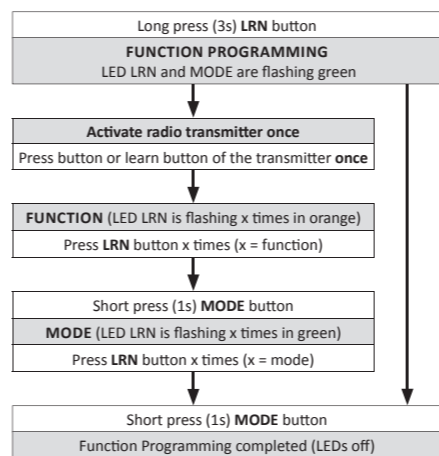 Long press (3s) LRN button
FUNCTION PROGRAMMING
LED LRN and MODE are flashing green
Activate radio transmitter once
Press button or learn button of the transmitter once
FUNCTION (LED LRN is flashing x times in orange)
Press LRN button x times (x = function)
Short press (1s) MODE button
MODE (LED LRN is flashing x times in green)
Press LRN button x times (x = mode)
Short press (1s) MODE button
Function Programming completed (LEDs off)